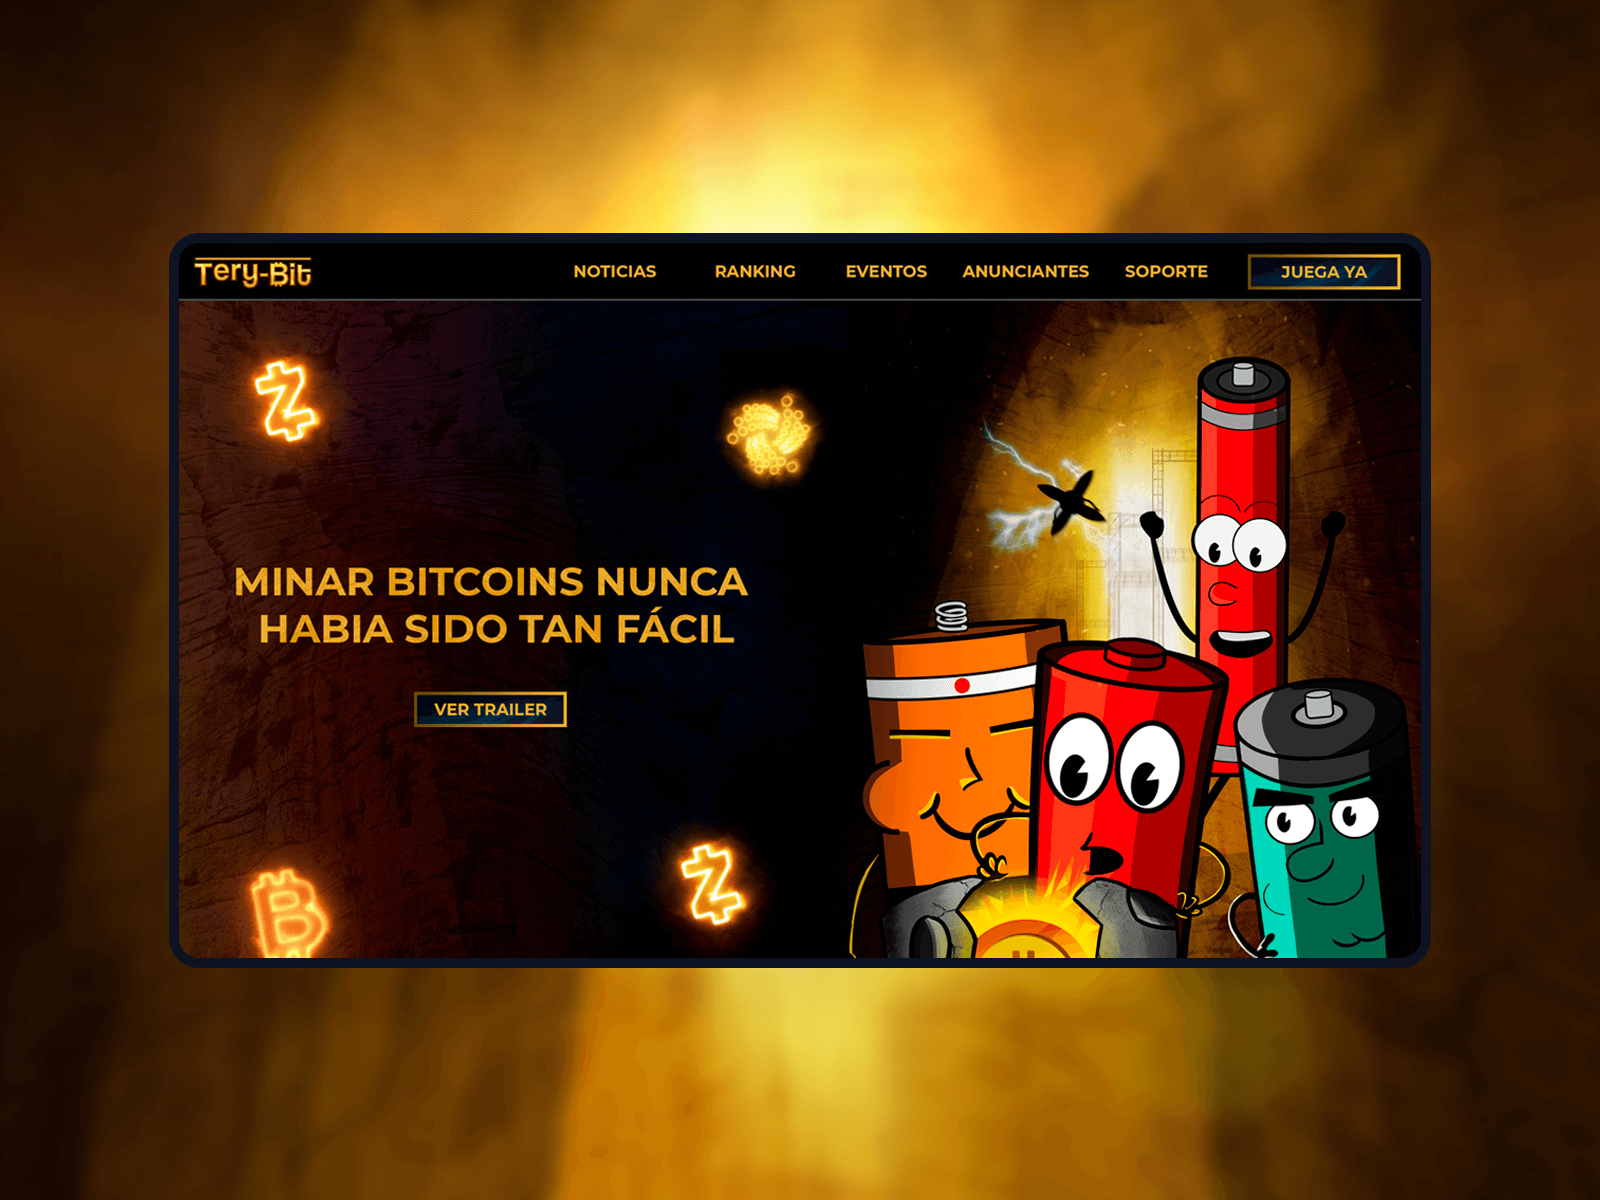 Tery-Bit
NOTICIAS
RANKING
EVENTOS
ANUNCIANTES
SOPORTE
JUEGA YA
MINAR BITCOINS NUNCA
HABIA SIDO TAN FÁCIL
VER TRAILER